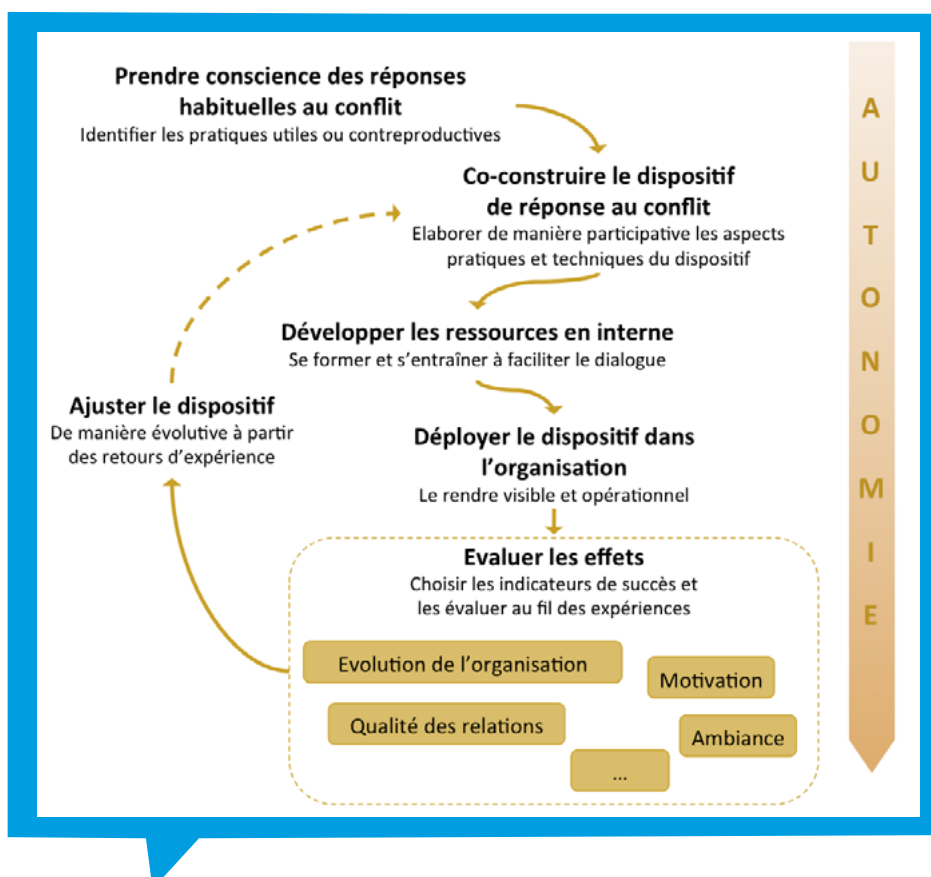 Prendre conscience des réponses
habituelles au conflit
Identifier les pratiques utiles ou contreproductives
Co-construire le dispositif
de réponse au conflit
Elaborer de manière participative les aspects
pratiques et techniques du dispositif
Développer les ressources en interne
Se former et s'entraîner à faciliter le dialogue
Ajuster le dispositif
De manière évolutive à partir
des retours d'expérience
Déployer le dispositif dans
l'organisation
Le rendre visible et opérationnel
Evaluer les effets
Choisir les indicateurs de succès et
les évaluer au fil des expériences
Evolution de l'organisation
Motivation
Qualité des relations
Ambiance
...
A
U
T
O
N
O
M
I
E